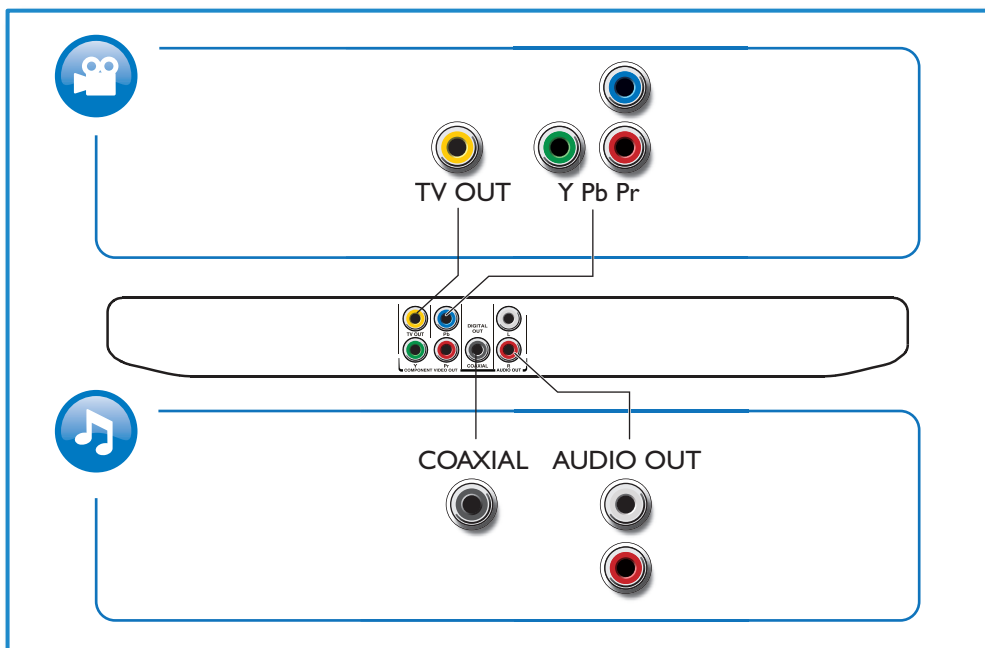 TV OUT
Y Pb Pr
TV OUT
Pb
DIGITAL
OUT
L
Y
Pr
COAXIAL
R
COMPONENT VIDEO OUT
AUDIO OUT
COAXIAL
AUDIO OUT